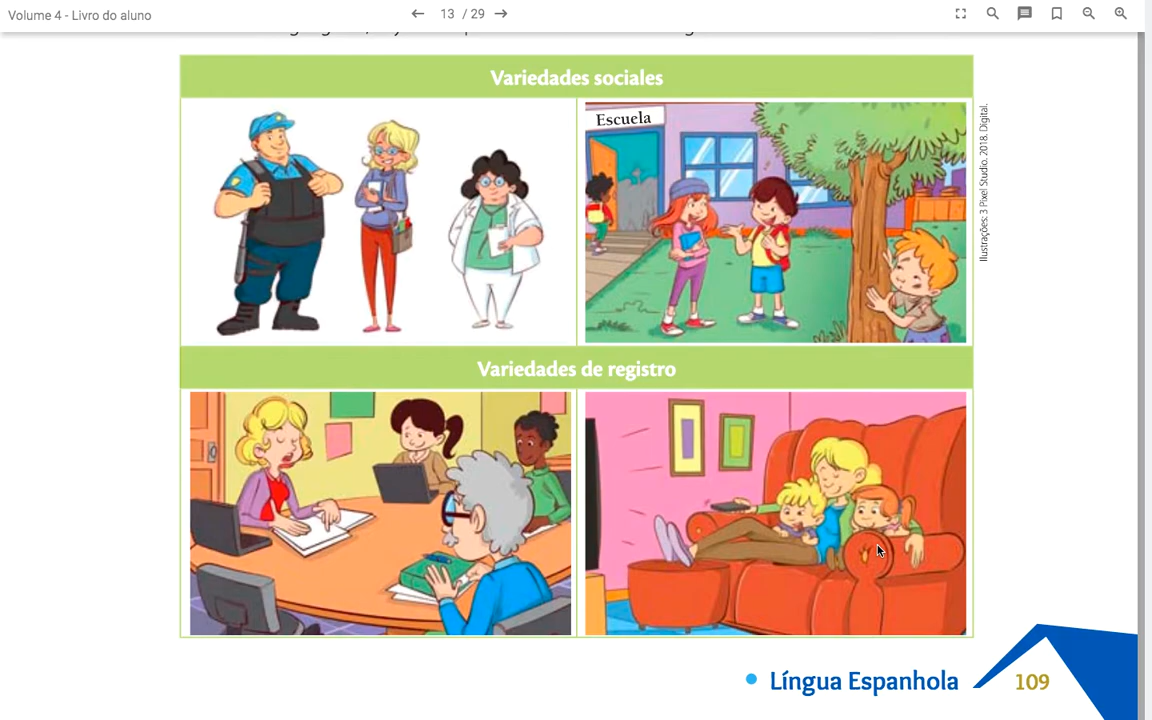 Volume 4 - Livro do aluno
13 / 29
Variedades sociales
Escuela
Ilustrações: 3 Pixel Studio. 2018. Digital.
Variedades de registro
Língua Espanhola
109